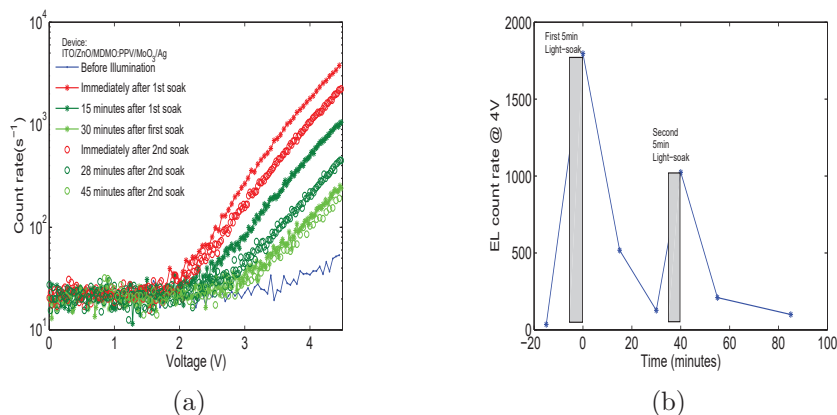 Device:
ITO/ZnO/MDMO:PPV/MoO3/Ag
Before Illumination
Immediately after 1st soak
15 minutes after 1st soak
30 minutes after first soak
Immediately after 2nd soak
28 minutes after 2nd soak
45 minutes after 2nd soak
10^4
10^3
10^2
10^1
Count rate(s^−1)
0 1 2 3 4
Voltage (V)
(a)
First 5min
Light−soak
Second
5min
Light−soak
2000
1500
1000
500
0
EL count rate @ 4V
−20 0 20 40 60 80 100
Time (minutes)
(b)